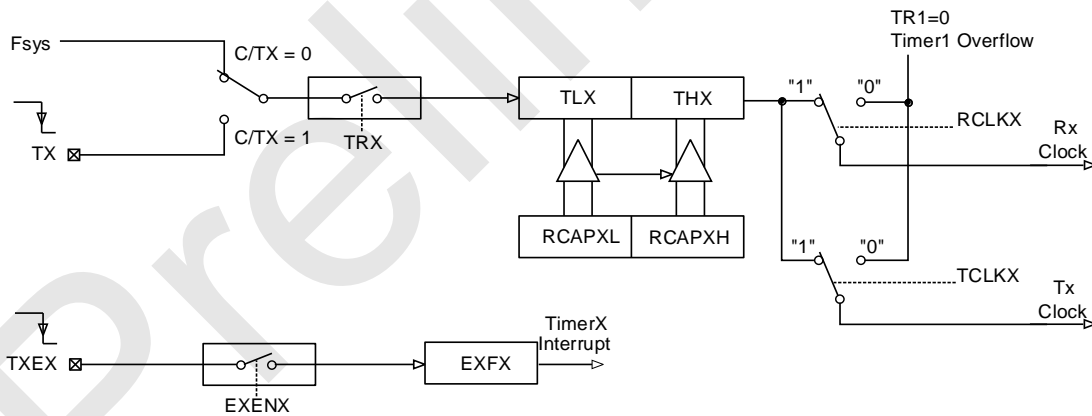 TR1=0
Timer1 Overflow
Fsys
C/TX = 0
"1"
"0"
TLX
THX
RCLKX
Rx
Clock
TRX
C/TX = 1
TX
RCAPXL
RCAPXH
"1"
"0"
TCLKX
Tx
Clock
TimerX
Interrupt
TXEX
EXFX
EXENX